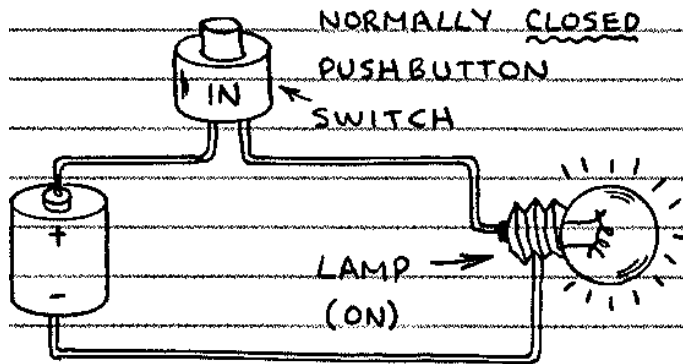 NORMALLY CLOSED
PUSHBUTTON
SWITCH
IN
+
-
LAMP
(ON)